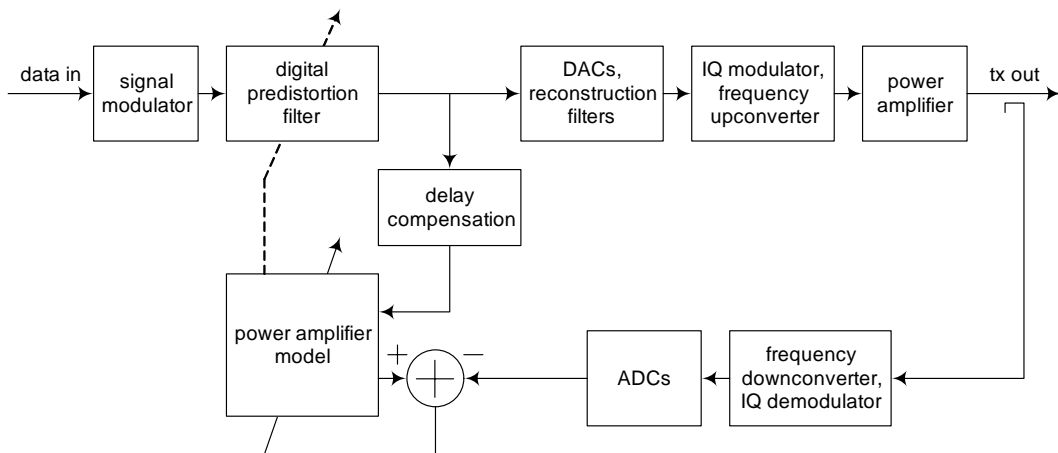 data in
signal
modulator
digital
predistortion
filter
DACs,
reconstruction
filters
IQ modulator,
frequency
upconverter
power
amplifier
tx out
delay
compensation
power amplifier
model
+
−
ADCs
frequency
downconverter,
IQ demodulator